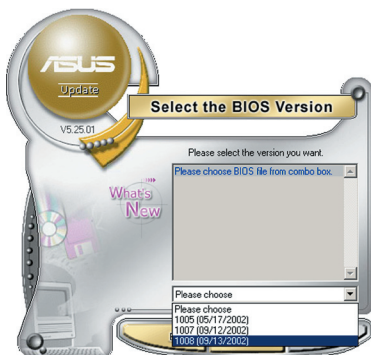 ASUS
Update
V5.25.01
Select the BIOS Version
Please select the version you want.
Please choose BIOS file from combo box.
What's
New
Please choose
Please choose
1005 (05/17/2002)
1007 (09/12/2002)
1008 (09/13/2002)